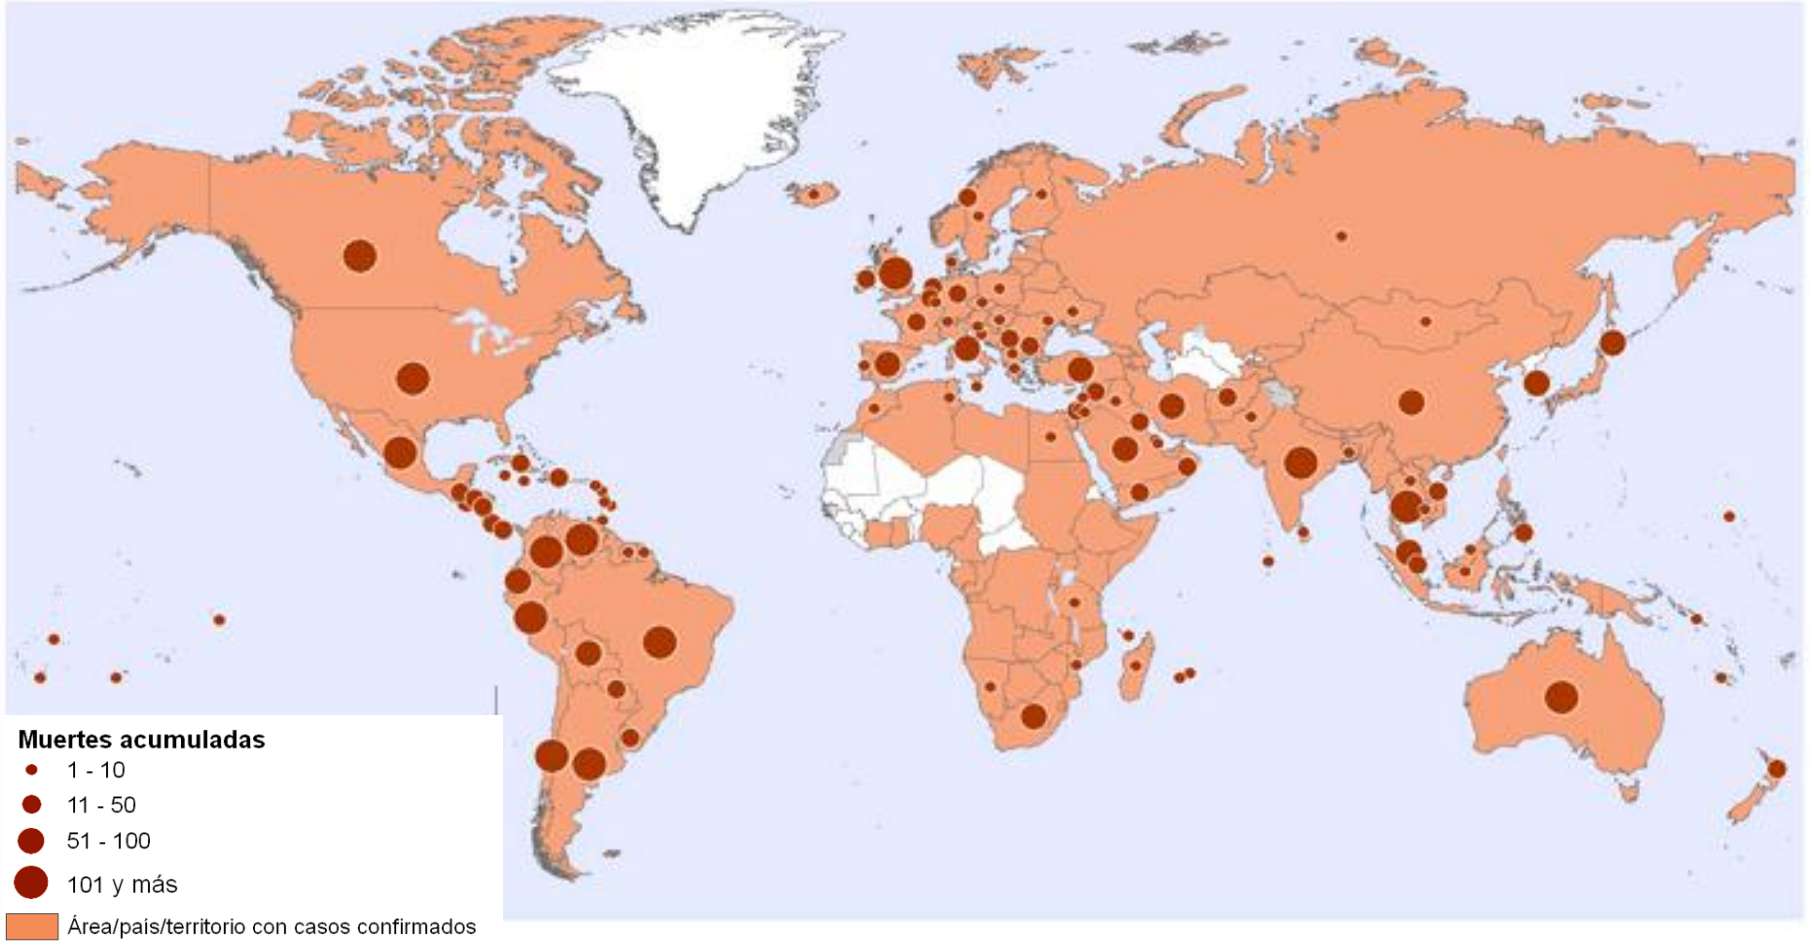 Muertes acumuladas
1 - 10
11 - 50
51 - 100
101 y más
Área/país/territorio con casos confirmados